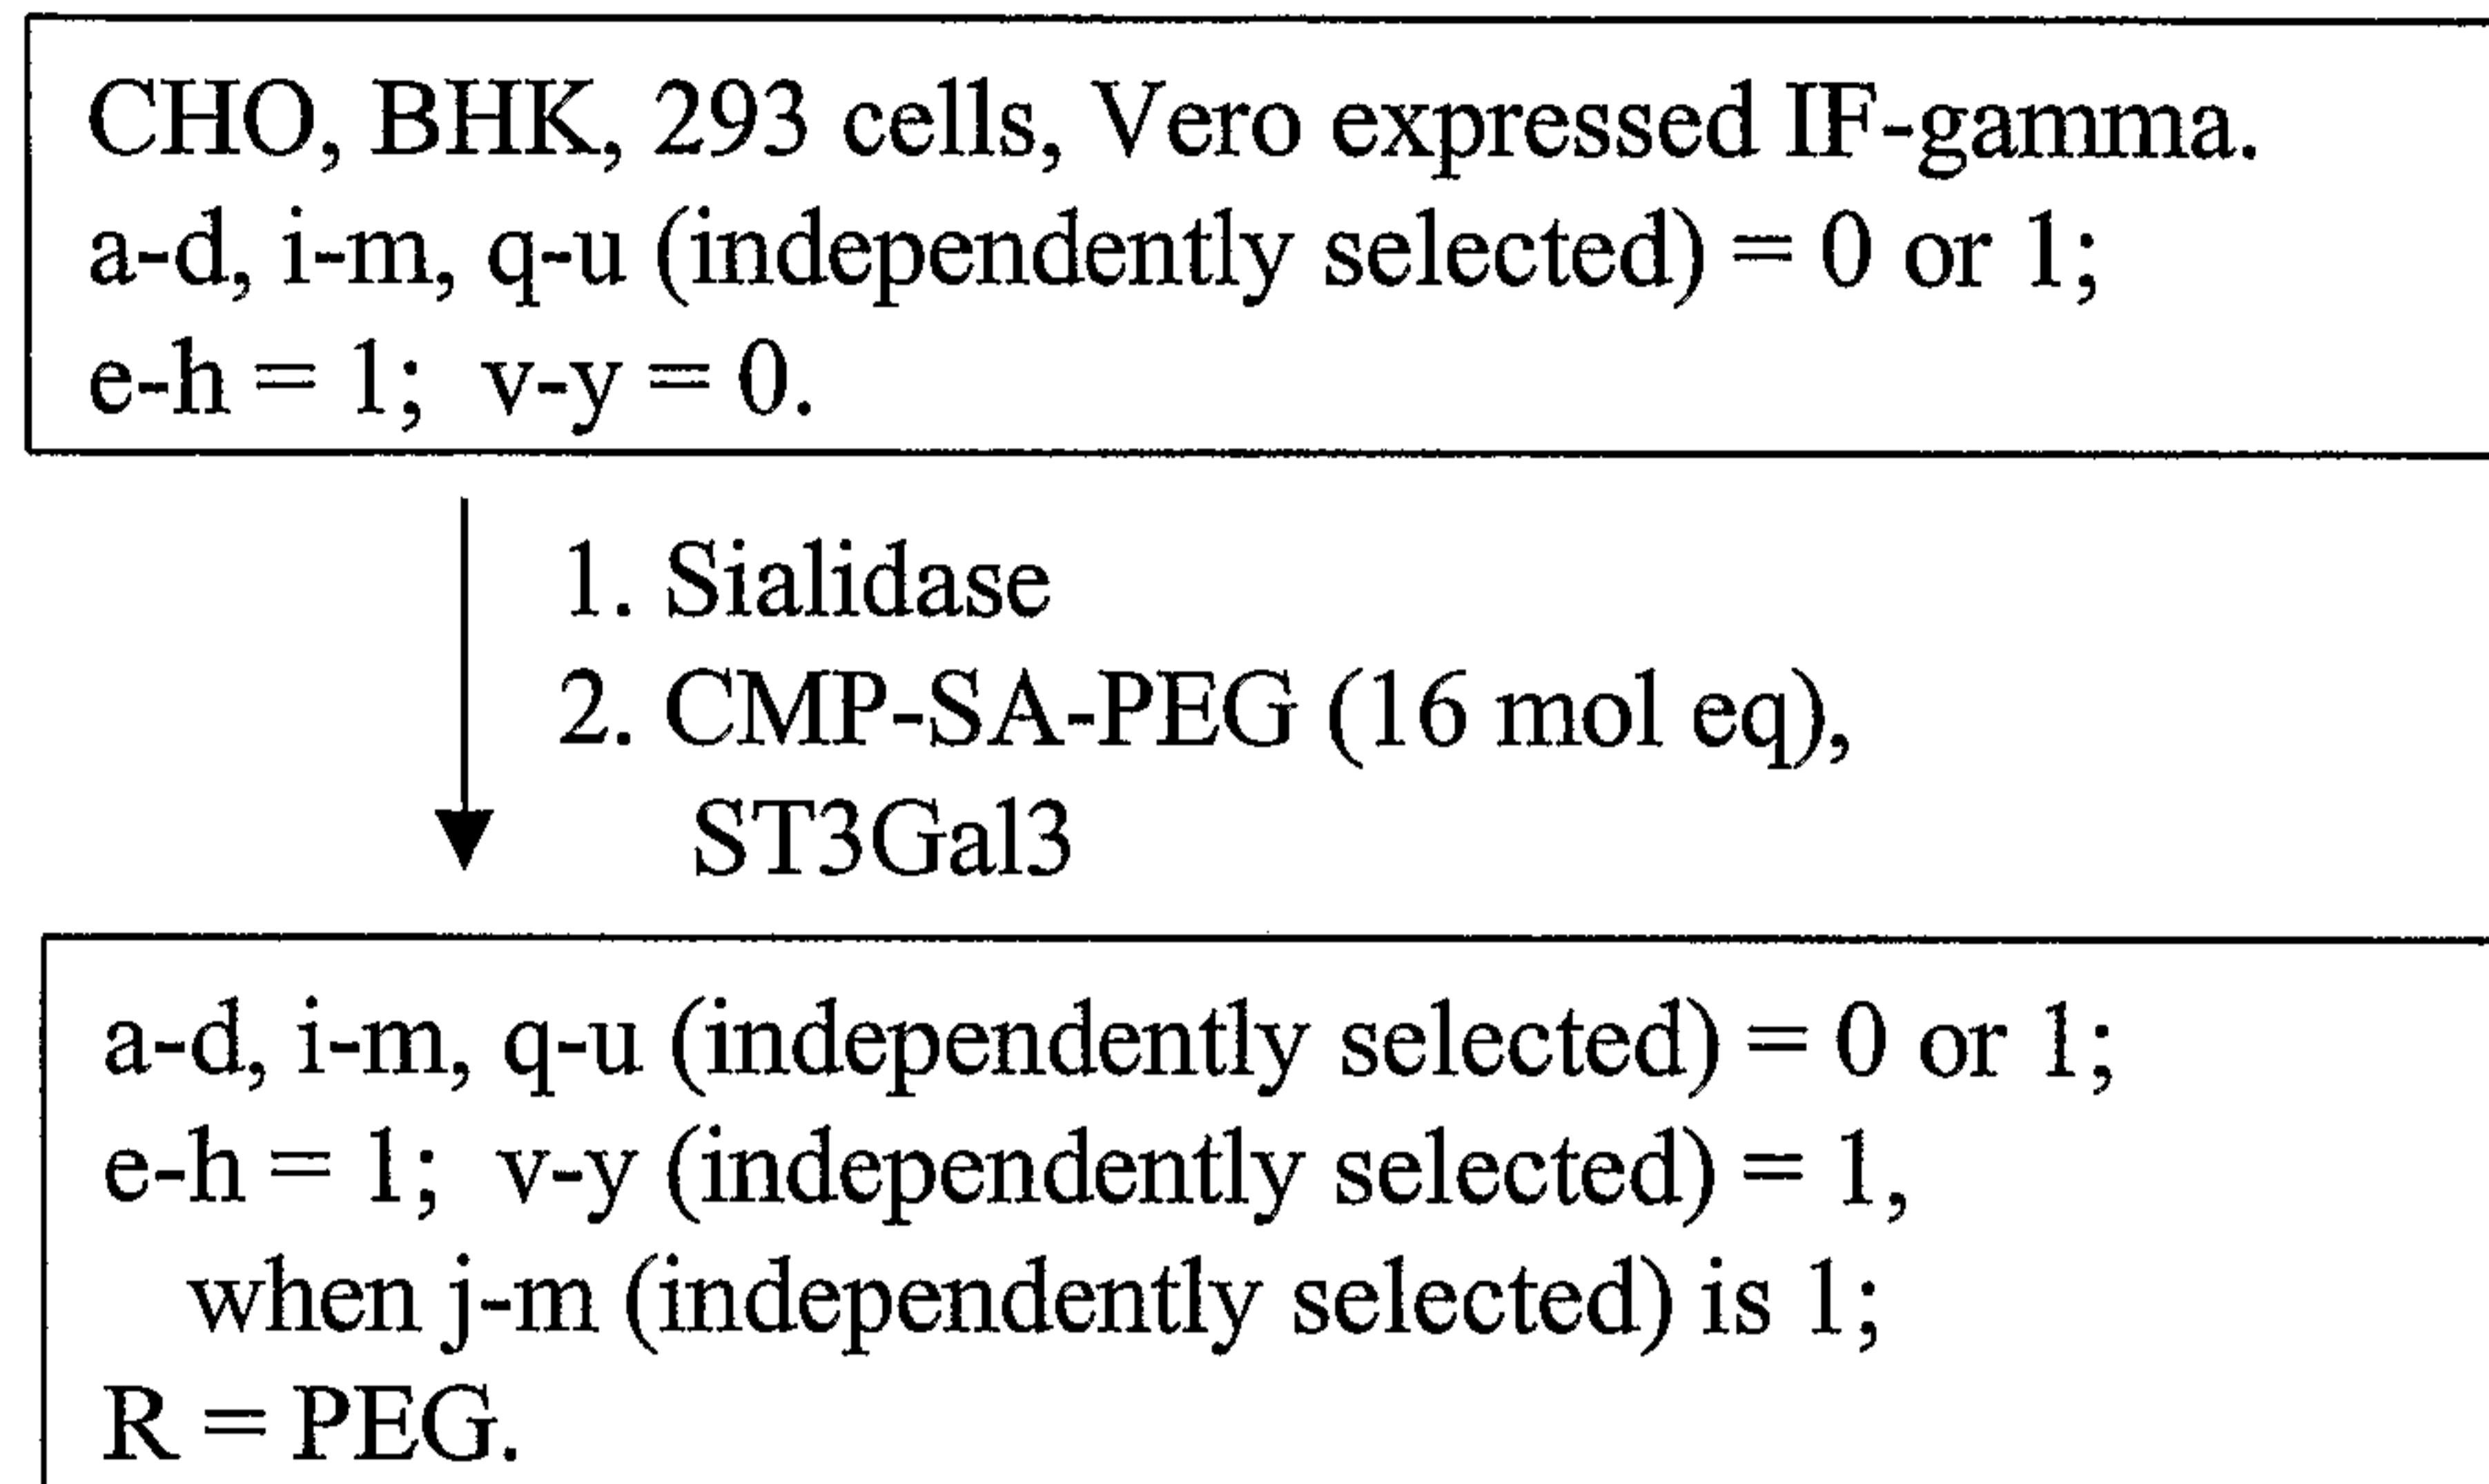 CHO, BHK, 293 cells, Vero expressed IF-gamma.
a-d, i-m, q-u (independently selected) = 0 or 1;
e-h = 1; v-y = 0.
1. Sialidase
2. CMP-SA-PEG (16 mol eq),
ST3Gal3
a-d, i-m, q-u (independently selected) = 0 or 1;
e-h = 1; v-y (independently selected) = 1,
when j-m (independently selected) is 1;
R = PEG.